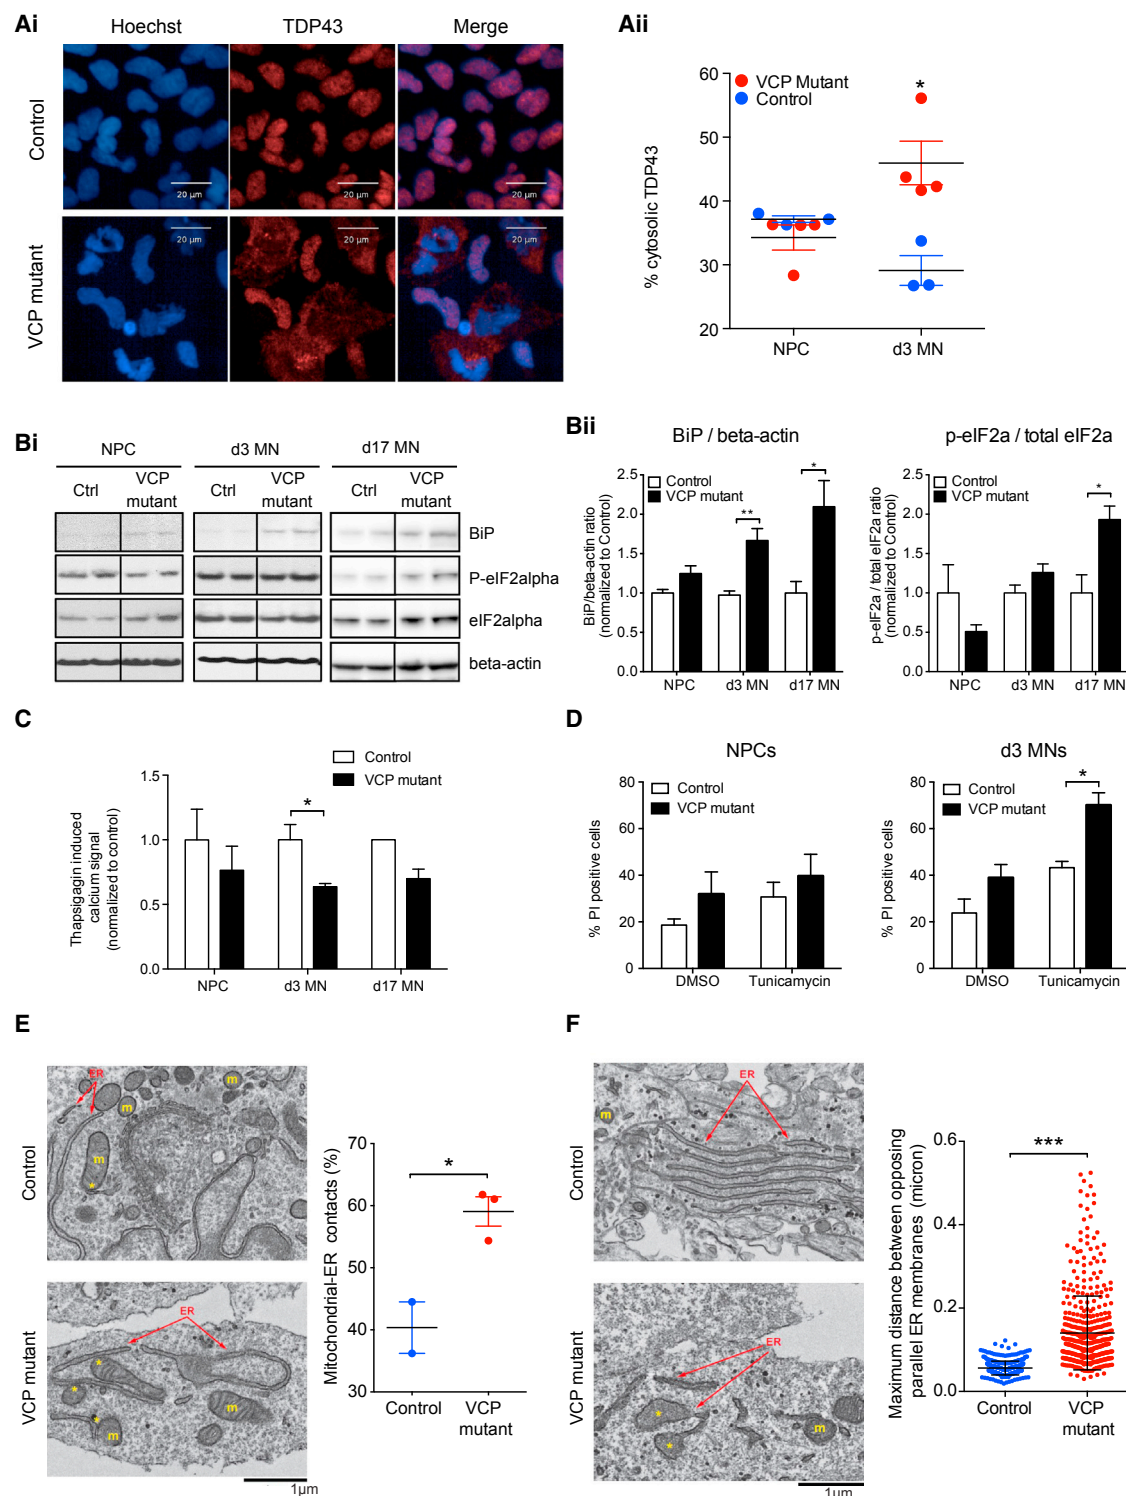 Ai
Hoechst TDP43 Merge
Control
20 µm 20 µm 20 µm
VCP mutant
20 µm 20 µm 20 µm
Aii
% cytosolic TDP43
60
50
40
30
20
VCP Mutant
Control
*
NPC d3 MN
Bi
NPC d3 MN d17 MN
Ctrl VCP mutant Ctrl VCP mutant Ctrl VCP mutant
BiP
P-eIF2alpha
eIF2alpha
beta-actin
Bii
BiP / beta-actin
BiP/beta-actin ratio
(normalized to Control)
2.5
2.0
1.5
1.0
0.5
0.0
Control
VCP mutant
**
*
NPC d3 MN d17 MN
p-eIF2a / total eIF2a
p-eIF2a / total eIF2a ratio
(normalized to Control)
2.5
2.0
1.5
1.0
0.5
0.0
Control
VCP mutant
*
NPC d3 MN d17 MN
C
Thapsigagin induced
calcium signal
(normalized to control)
1.5
1.0
0.5
0.0
Control
VCP mutant
*
NPC d3 MN d17 MN
D
NPCs
% PI positive cells
80
60
40
20
0
Control
VCP mutant
DMSO Tunicamycin
d3 MNs
% PI positive cells
80
60
40
20
0
Control
VCP mutant
*
DMSO Tunicamycin
E
Control
ER
m
m
m
*
VCP mutant
ER
*
*
*
m
m
1µm
Mitochondrial-ER contacts (%)
70
60
50
40
30
*
Control VCP
mutant
F
Control
ER
m
VCP mutant
ER
*
*
m
1µm
Maximum distance between opposing
parallel ER membranes (micron)
0.6
0.4
0.2
0.0
***
Control VCP
mutant